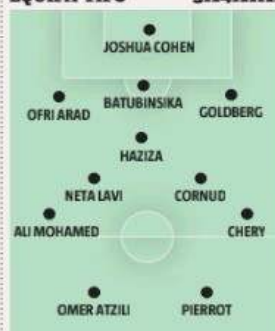 JOSHUA COHEN
OFRI ARAD
BATUBINSIKA
GOLDBERG
HAZIZA
NETA LAVI
CORNUD
ALI MOHAMED
CHERY
OMER ATZILI
PIERROT